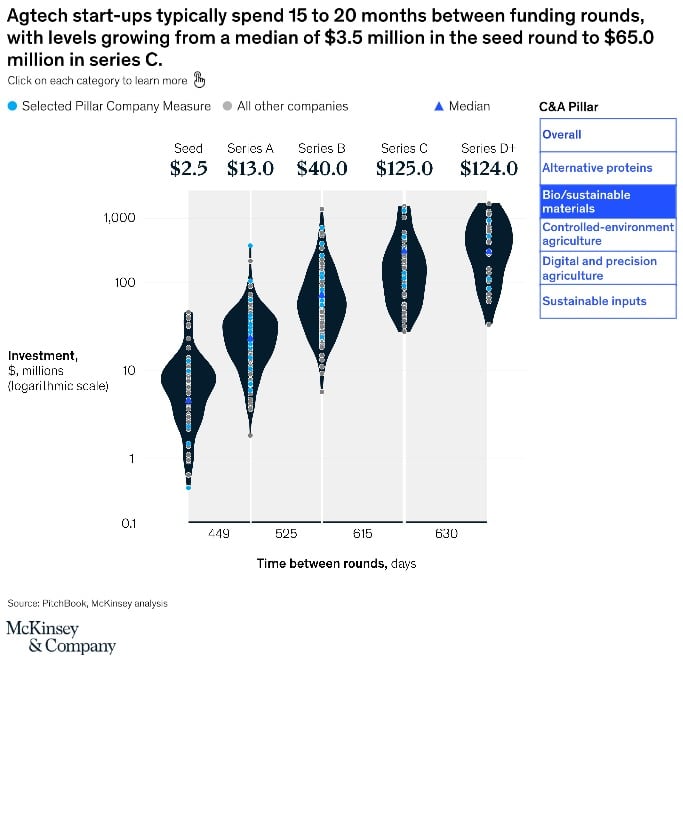 Agtech start-ups typically spend 15 to 20 months between funding rounds,
with levels growing from a median of $3.5 million in the seed round to $65.0
million in series C.
Click on each category to learn more
Selected Pillar Company Measure
All other companies
Median
C&A Pillar
Overall
Alternative proteins
Bio/sustainable
materials
Controlled-environment
agriculture
Digital and precision
agriculture
Sustainable inputs
Seed Series A Series B Series C Series D+
$2.5 $13.0 $40.0 $125.0 $124.0
1,000
100
Investment,
$, millions
(logarithmic scale)
10
1
0.1
449 525 615 630
Time between rounds, days
Source: PitchBook, McKinsey analysis
McKinsey
& Company